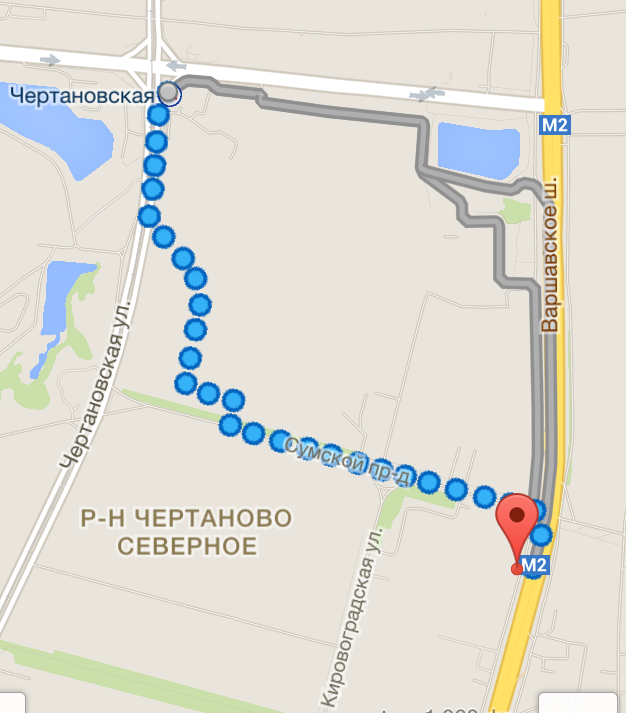 Чертановская
M2
Варшавское ш.
Чертановская ул.
Сумской пр-д
Р-Н ЧЕРТАНОВО
СЕВЕРНОЕ
M2
Кировоградская ул.